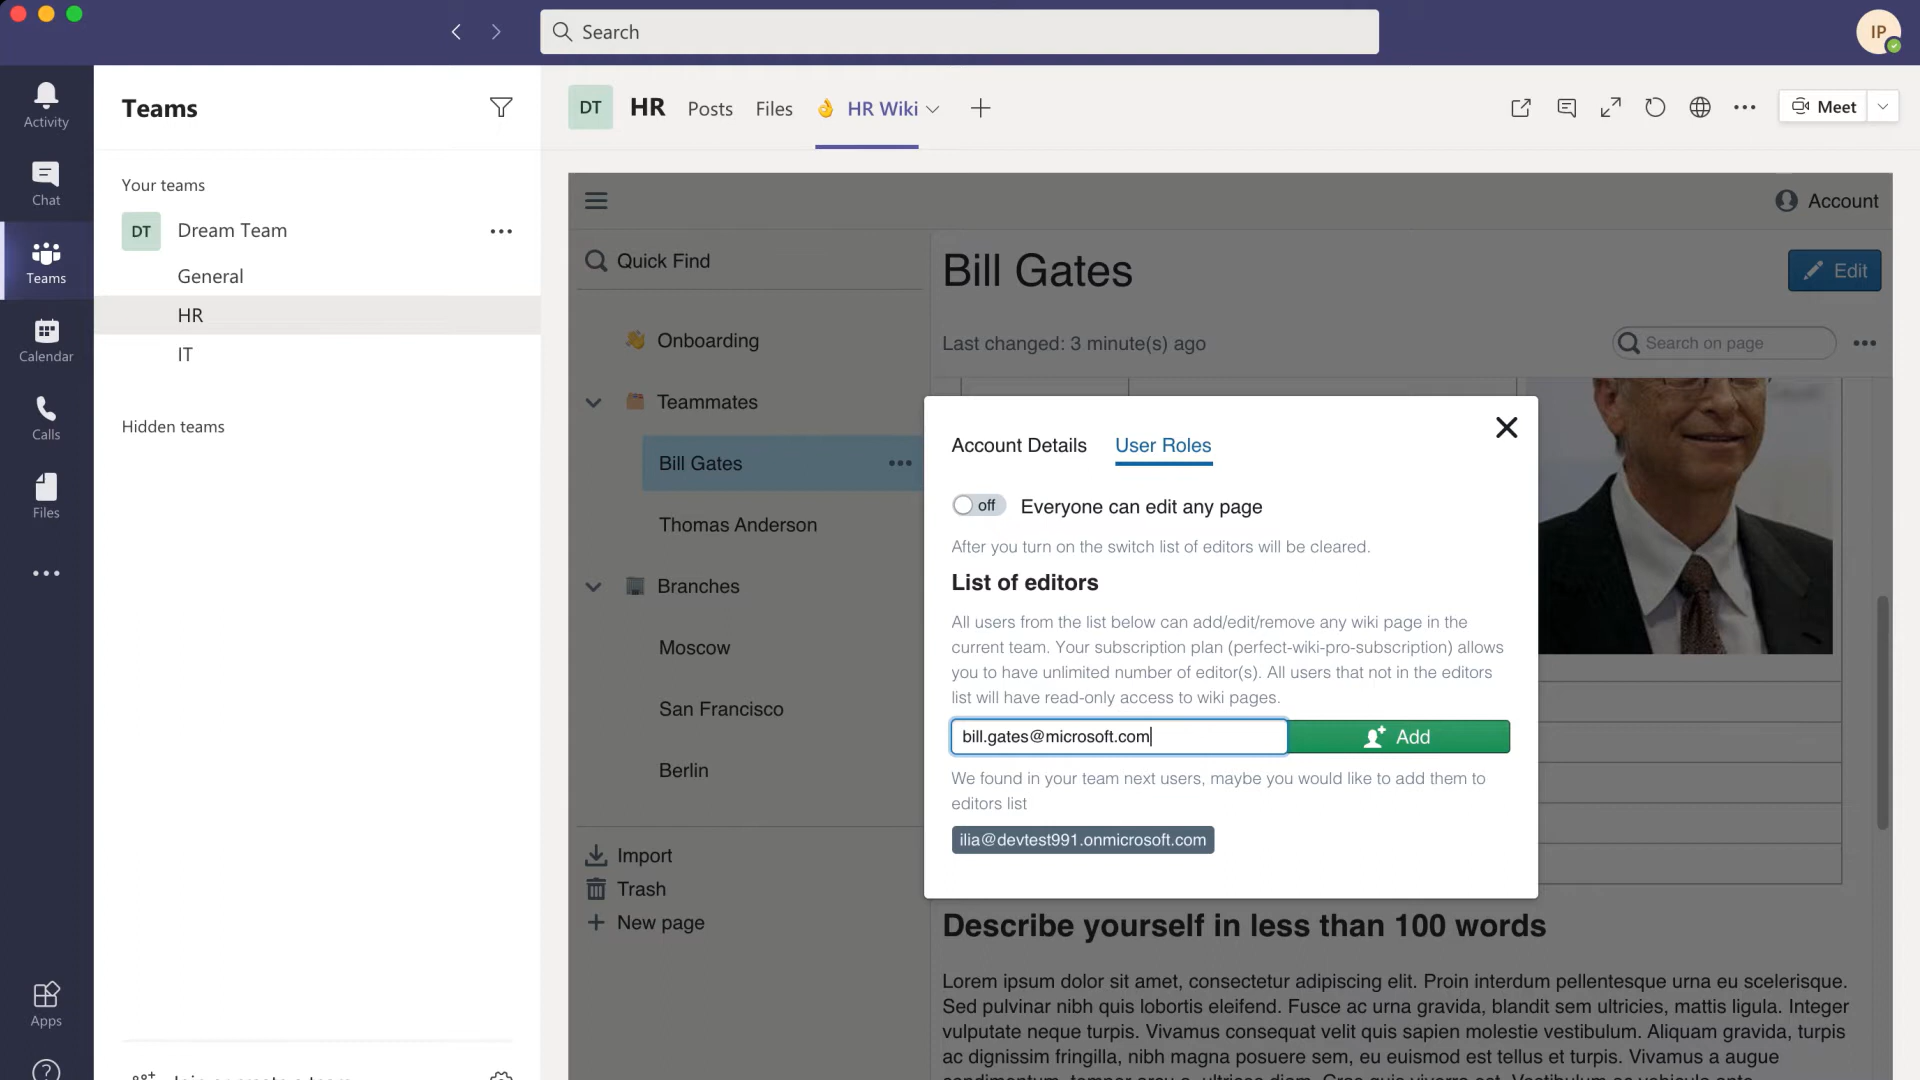 Search
IP
Activity
Chat
Teams
Calendar
Calls
Files
Apps
Teams
Your teams
DT Dream Team
General
HR
IT
Hidden teams
DT HR Posts Files HR Wiki
Meet
Account
Quick Find
Onboarding
Teammates
Bill Gates
Thomas Anderson
Branches
Moscow
San Francisco
Berlin
Import
Trash
New page
Bill Gates
Edit
Last changed: 3 minute(s) ago
Search on page
Account Details User Roles
off Everyone can edit any page
After you turn on the switch list of editors will be cleared.
List of editors
All users from the list below can add/edit/remove any wiki page in the
current team. Your subscription plan (perfect-wiki-pro-subscription) allows
you to have unlimited number of editor(s). All users that not in the editors
list will have read-only access to wiki pages.
bill.gates@microsoft.com
Add
We found in your team next users, maybe you would like to add them to
editors list
ilia@devtest991.onmicrosoft.com
Describe yourself in less than 100 words
Lorem ipsum dolor sit amet, consectetur adipiscing elit. Proin interdum pellentesque urna eu scelerisque.
Sed pulvinar nibh quis lobortis eleifend. Fusce ac urna gravida, blandit sem ultricies, mattis ligula. Integer
vulputate neque turpis. Vivamus consequat velit quis sapien molestie vestibulum. Aliquam gravida, turpis
ac dignissim fringilla, nibh magna posuere sem, eu euismod est tellus et turpis. Vivamus a augue